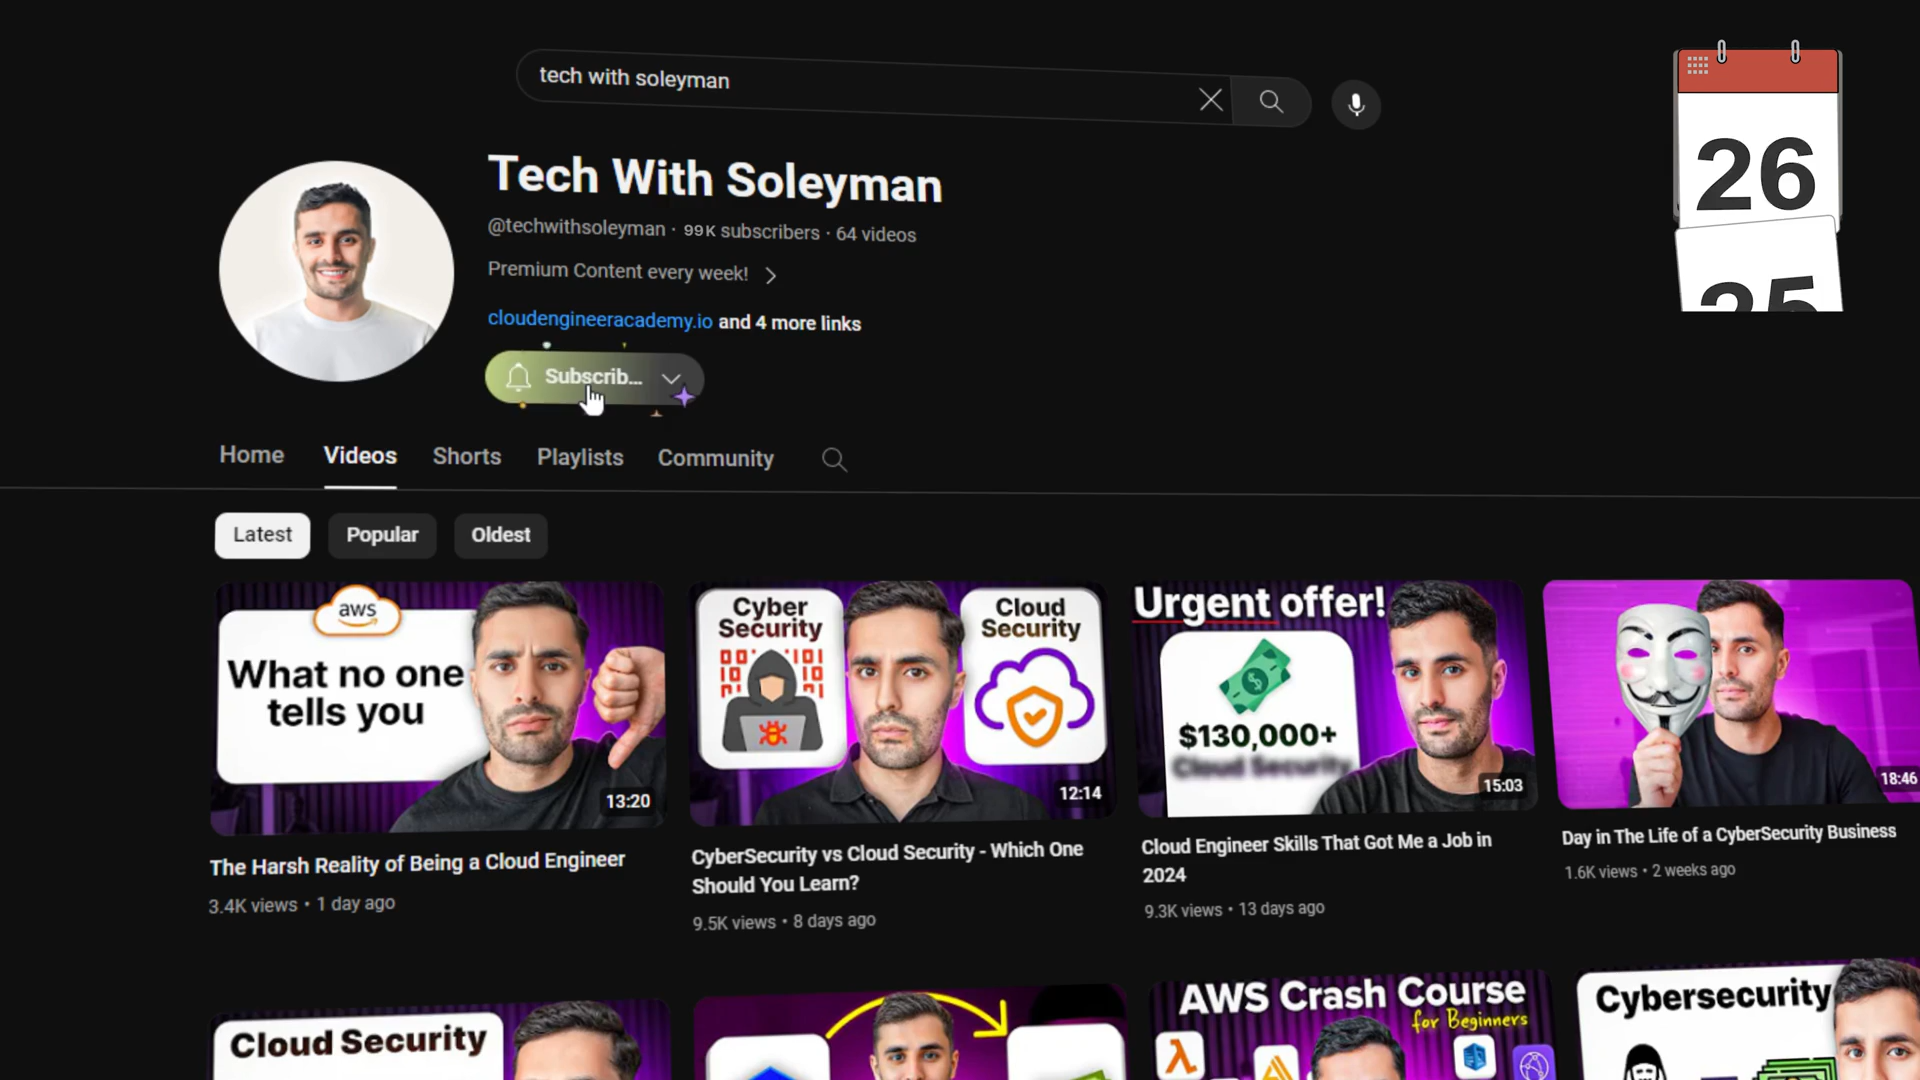 tech with soleyman
26
25
Tech With Soleyman
@techwithsoleyman · 99K subscribers · 64 videos
Premium Content every week!
cloudengineeracademy.io and 4 more links
Subscrib...
Home Videos Shorts Playlists Community
Latest Popular Oldest
aws
What no one
tells you
13:20
Cyber
Security
Cloud
Security
12:14
Urgent offer!
$130,000+
Cloud Security
15:03
18:46
The Harsh Reality of Being a Cloud Engineer
3.4K views • 1 day ago
CyberSecurity vs Cloud Security - Which One
Should You Learn?
9.5K views • 8 days ago
Cloud Engineer Skills That Got Me a Job in
2024
9.3K views • 13 days ago
Day in The Life of a CyberSecurity Business
1.6K views • 2 weeks ago
Cloud Security
AWS Crash Course
for Beginners
Cybersecurity